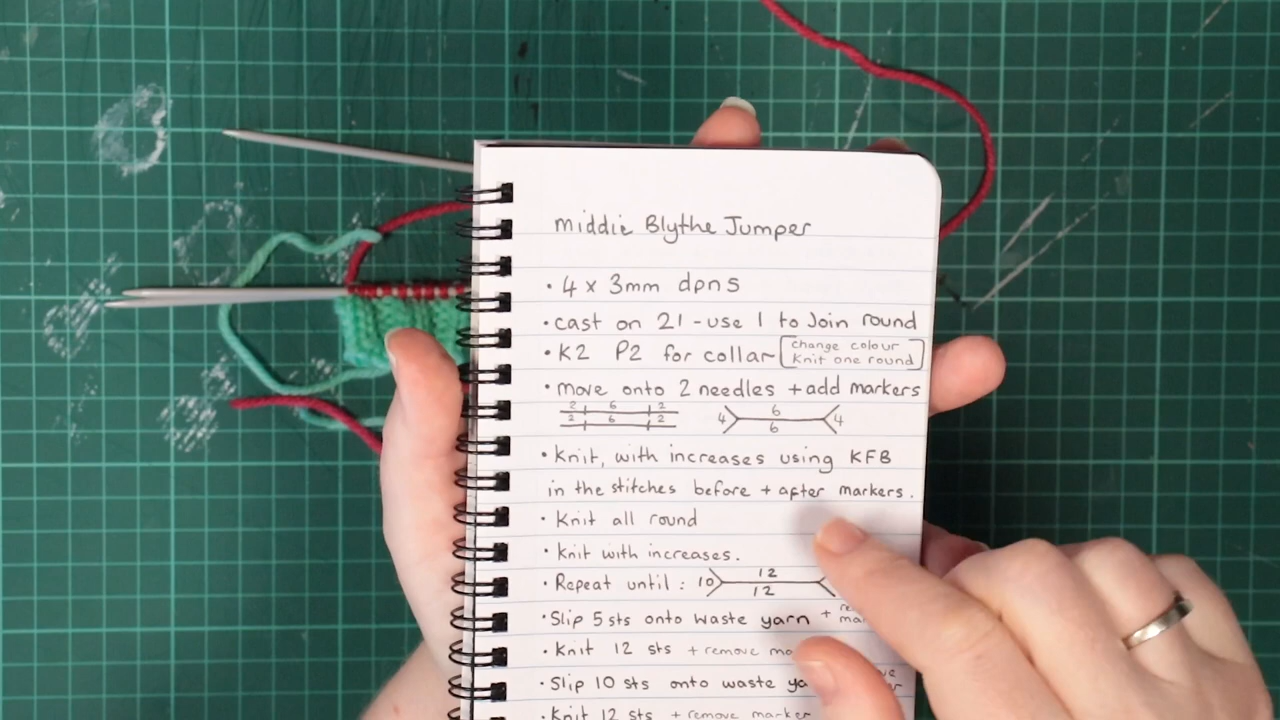 middie Blythe Jumper
• 4 x 3mm dpns
• cast on 21 - use 1 to Join round
• K2 P2 for collar [change colour
Knit one round]
• move onto 2 needles + add markers
2 6 2
2 6 2
4 6 4
6
• Knit, with increases using KFB
in the stitches before + after markers.
• Knit all round
• Knit with increases.
• Repeat until : 10 12
12
• Slip 5 sts onto waste yarn +
• Knit 12 sts + remove
• Slip 10 sts onto waste
• Knit 12 sts + remove marker